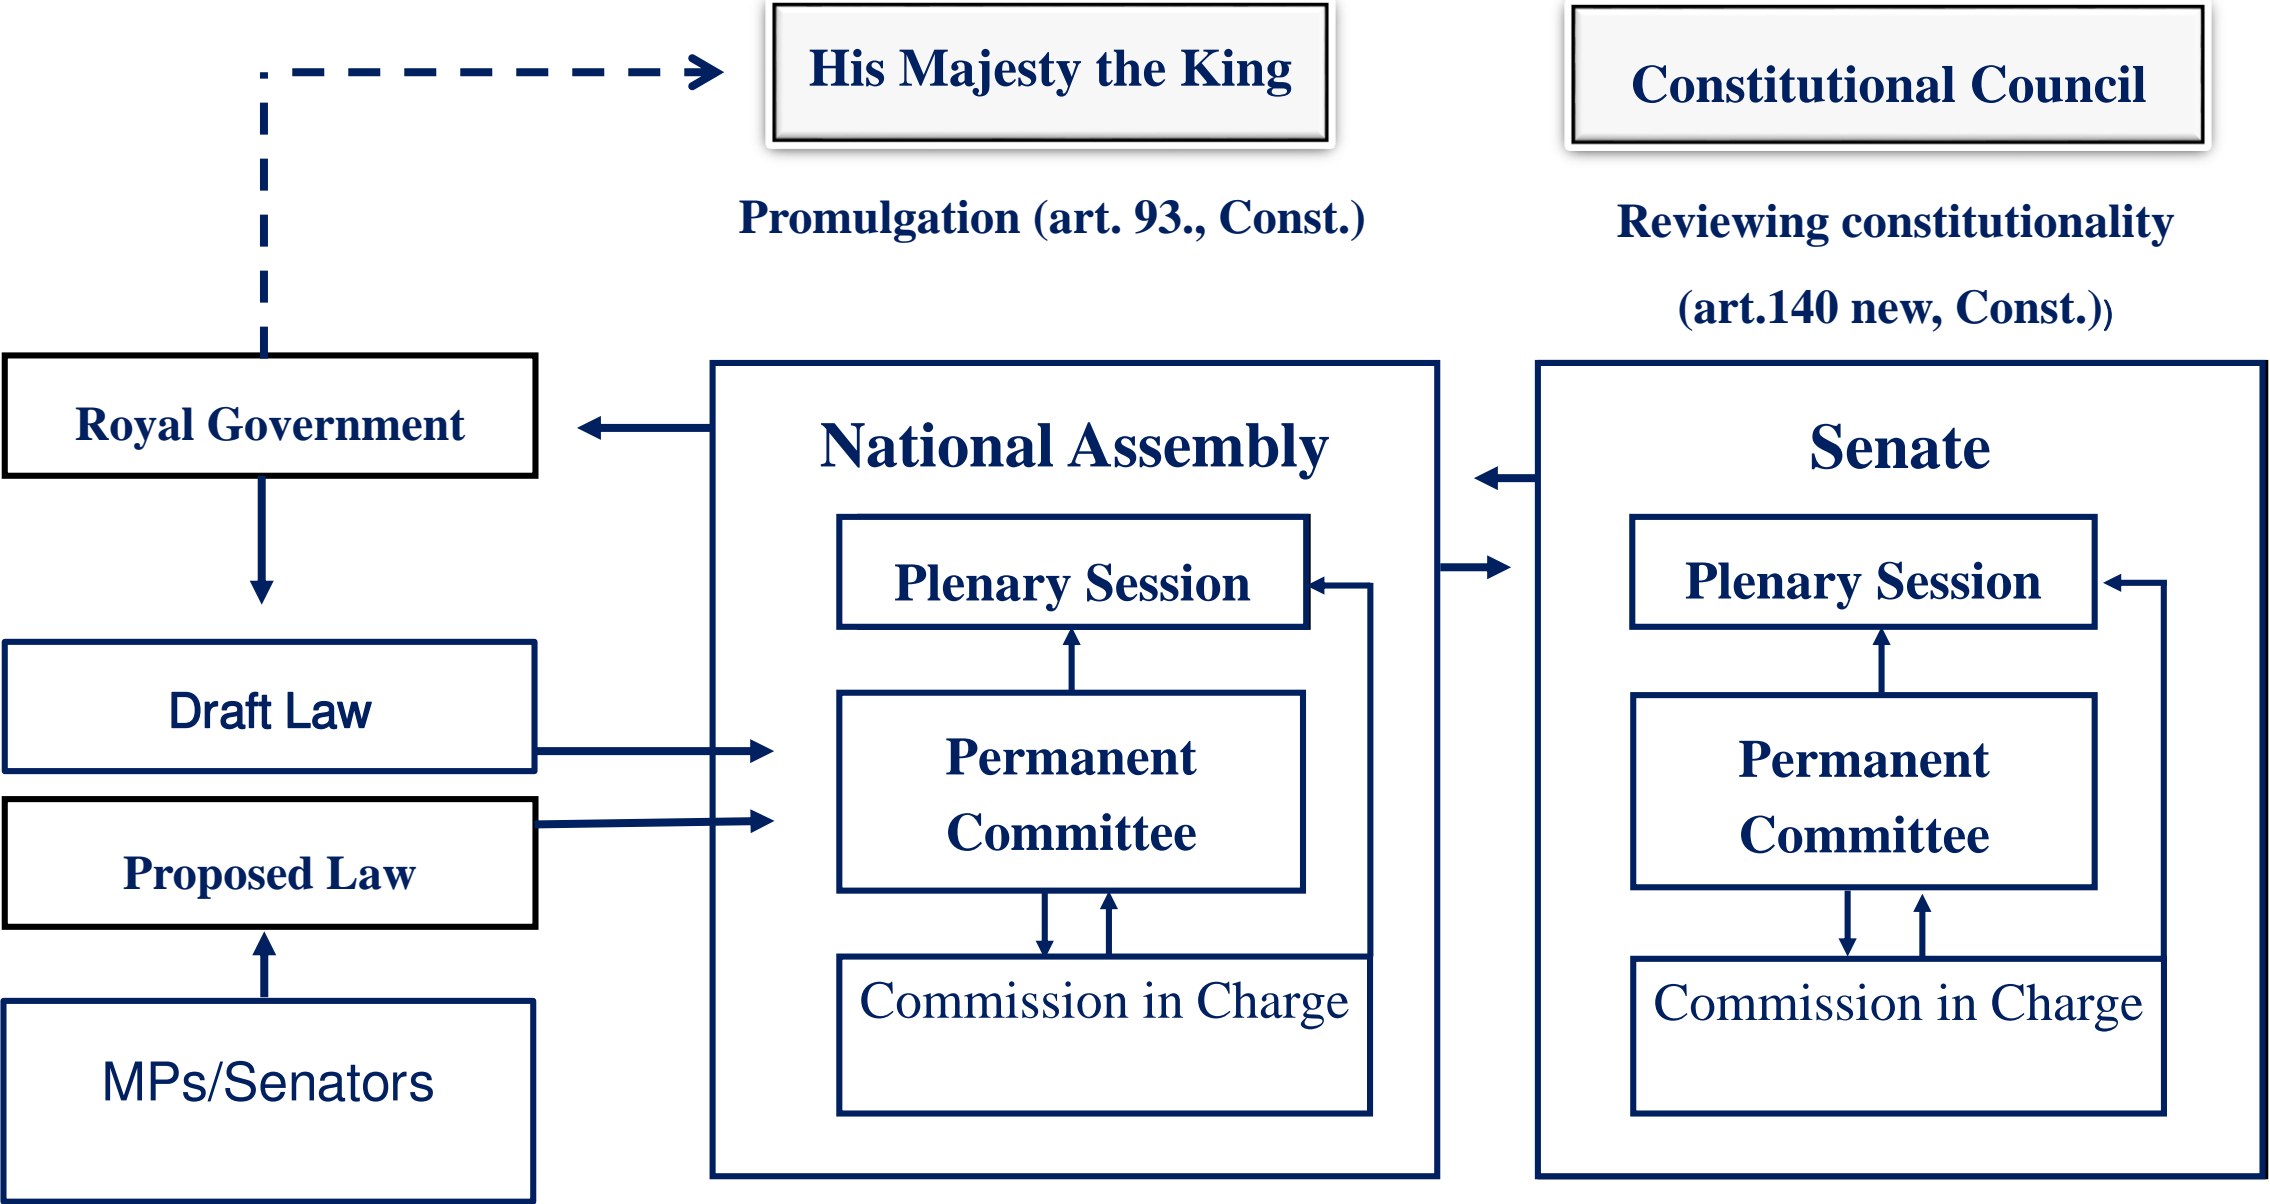 His Majesty the King
Constitutional Council
Promulgation (art. 93., Const.)
Reviewing constitutionality
(art.140 new, Const.))
Royal Government
National Assembly
Senate
Plenary Session
Plenary Session
Draft Law
Permanent
Committee
Permanent
Committee
Proposed Law
Commission in Charge
Commission in Charge
MPs/Senators